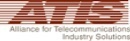 ATIS
Alliance for Telecommunications
Industry Solutions